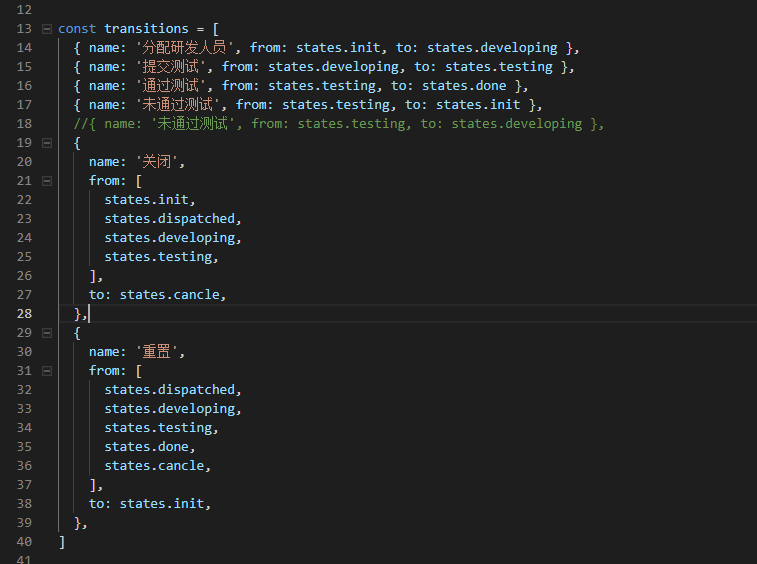 12
13 const transitions = [
14 { name: '分配研发人员', from: states.init, to: states.developing },
15 { name: '提交测试', from: states.developing, to: states.testing },
16 { name: '通过测试', from: states.testing, to: states.done },
17 { name: '未通过测试', from: states.testing, to: states.init },
18 //{ name: '未通过测试', from: states.testing, to: states.developing },
19 {
20 name: '关闭',
21 from: [
22 states.init,
23 states.dispatched,
24 states.developing,
25 states.testing,
26 ],
27 to: states.cancle,
28 },
29 {
30 name: '重置',
31 from: [
32 states.dispatched,
33 states.developing,
34 states.testing,
35 states.done,
36 states.cancle,
37 ],
38 to: states.init,
39 },
40 ]
41